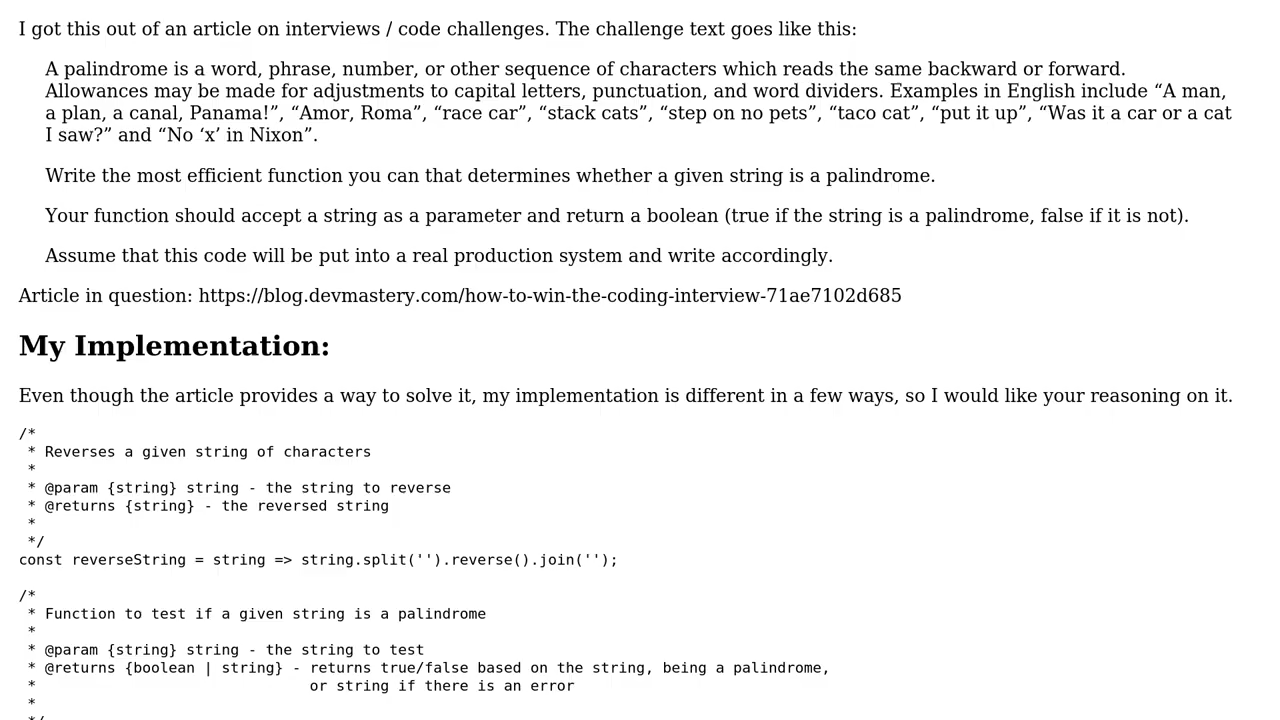 I got this out of an article on interviews / code challenges. The challenge text goes like this:
A palindrome is a word, phrase, number, or other sequence of characters which reads the same backward or forward.
Allowances may be made for adjustments to capital letters, punctuation, and word dividers. Examples in English include “A man,
a plan, a canal, Panama!”, “Amor, Roma”, “race car”, “stack cats”, “step on no pets”, “taco cat”, “put it up”, “Was it a car or a cat
I saw?” and “No ‘x’ in Nixon”.
Write the most efficient function you can that determines whether a given string is a palindrome.
Your function should accept a string as a parameter and return a boolean (true if the string is a palindrome, false if it is not).
Assume that this code will be put into a real production system and write accordingly.
Article in question: https://blog.devmastery.com/how-to-win-the-coding-interview-71ae7102d685
My Implementation:
Even though the article provides a way to solve it, my implementation is different in a few ways, so I would like your reasoning on it.
/*
 * Reverses a given string of characters
 *
 * @param {string} string - the string to reverse
 * @returns {string} - the reversed string
 *
 */
const reverseString = string => string.split('').reverse().join('');
/*
 * Function to test if a given string is a palindrome
 *
 * @param {string} string - the string to test
 * @returns {boolean | string} - returns true/false based on the string, being a palindrome,
 *                               or string if there is an error
 *
 */